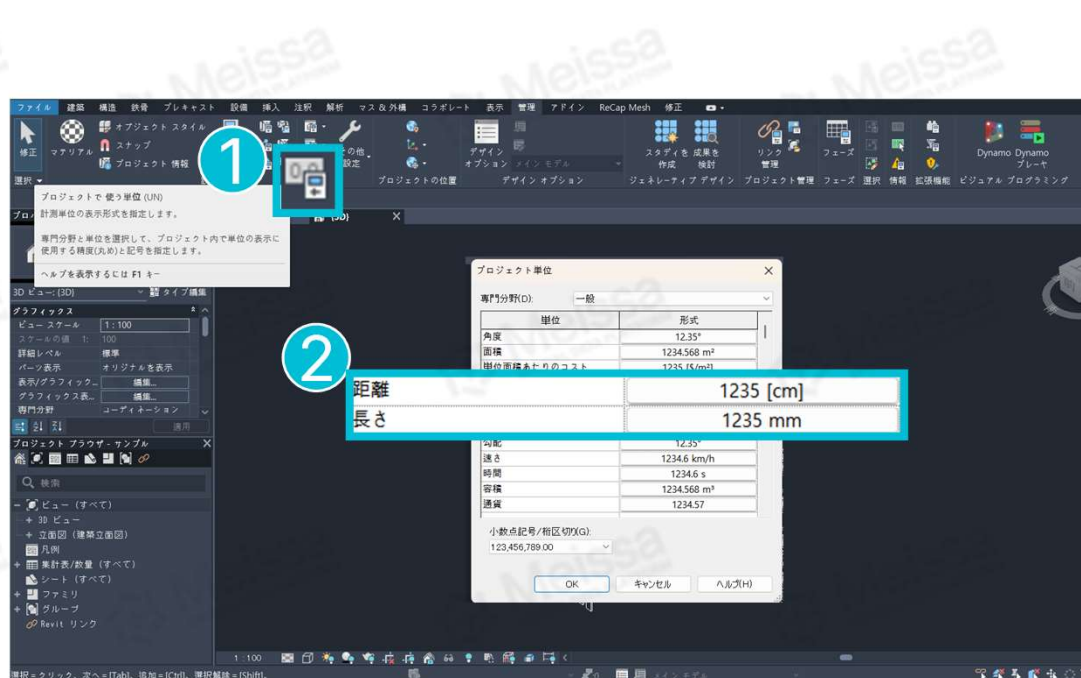 Meissa
Meissa
Meissa
ファイル 建築 構造 鉄骨 プレキャスト 設備 挿入 注釈 解析 マス & 外構 コラボレート 表示 管理 アドイン ReCap Mesh 修正
修正
マテリアル
オブジェクト スタイル
スナップ
プロジェクト 情報
その他
設定
デザイン
オプション
メイン モデル
スタディを
作成
成果を
検討
リンク
管理
フェーズ
Dynamo Dynamo
プレーヤ
選択
プロジェクトの位置
デザイン オプション
ジェネレーティブ デザイン
プロジェクト管理
フェーズ
選択
情報
拡張機能
ビジュアル プログラミング
1
プロジェクトで 使う単位 (UN)
計測単位の表示形式を指定します。
専門分野と単位を選択して、プロジェクト内で単位の表示に
使用する精度(丸め)と記号を指定します。
ヘルプを表示するには F1 キー
3D ビュー: {3D} タイプ編集
グラフィックス
ビュー スケール 1 : 100
スケールの値 1: 100
詳細レベル 標準
パーツ表示 オリジナルを表示
表示/グラフィック... 編集...
グラフィックス表... 編集...
専門分野 コーディネーション
適用
プロジェクト ブラウザ - サンプル
検索
ビュー (すべて)
3D ビュー
立面図 (建築立面図)
凡例
集計表/数量 (すべて)
シート (すべて)
ファミリ
グループ
Revit リンク
プロジェクト単位
専門分野(D): 一般
単位 形式
角度 12.35°
面積 1234.568 m²
単位面積あたりのコスト 1235 [$/m²]
2
距離 1235 [cm]
長さ 1235 mm
勾配 12.35°
速さ 1234.6 km/h
時間 1234.6 s
容積 1234.568 m³
通貨 1234.57
小数点記号/桁区切り(G):
123,456,789.00
OK キャンセル ヘルプ(H)
1 : 100
選択 = クリック、次へ = [Tab]、追加 = [Ctrl]、選択解除 = [Shift]。
メイン モデル